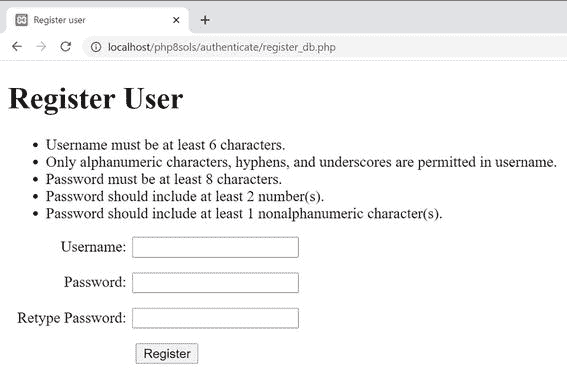 Register user
localhost/php8sols/authenticate/register_db.php
Register User
Username must be at least 6 characters.
Only alphanumeric characters, hyphens, and underscores are permitted in username.
Password must be at least 8 characters.
Password should include at least 2 number(s).
Password should include at least 1 nonalphanumeric character(s).
Username:
Password:
Retype Password:
Register